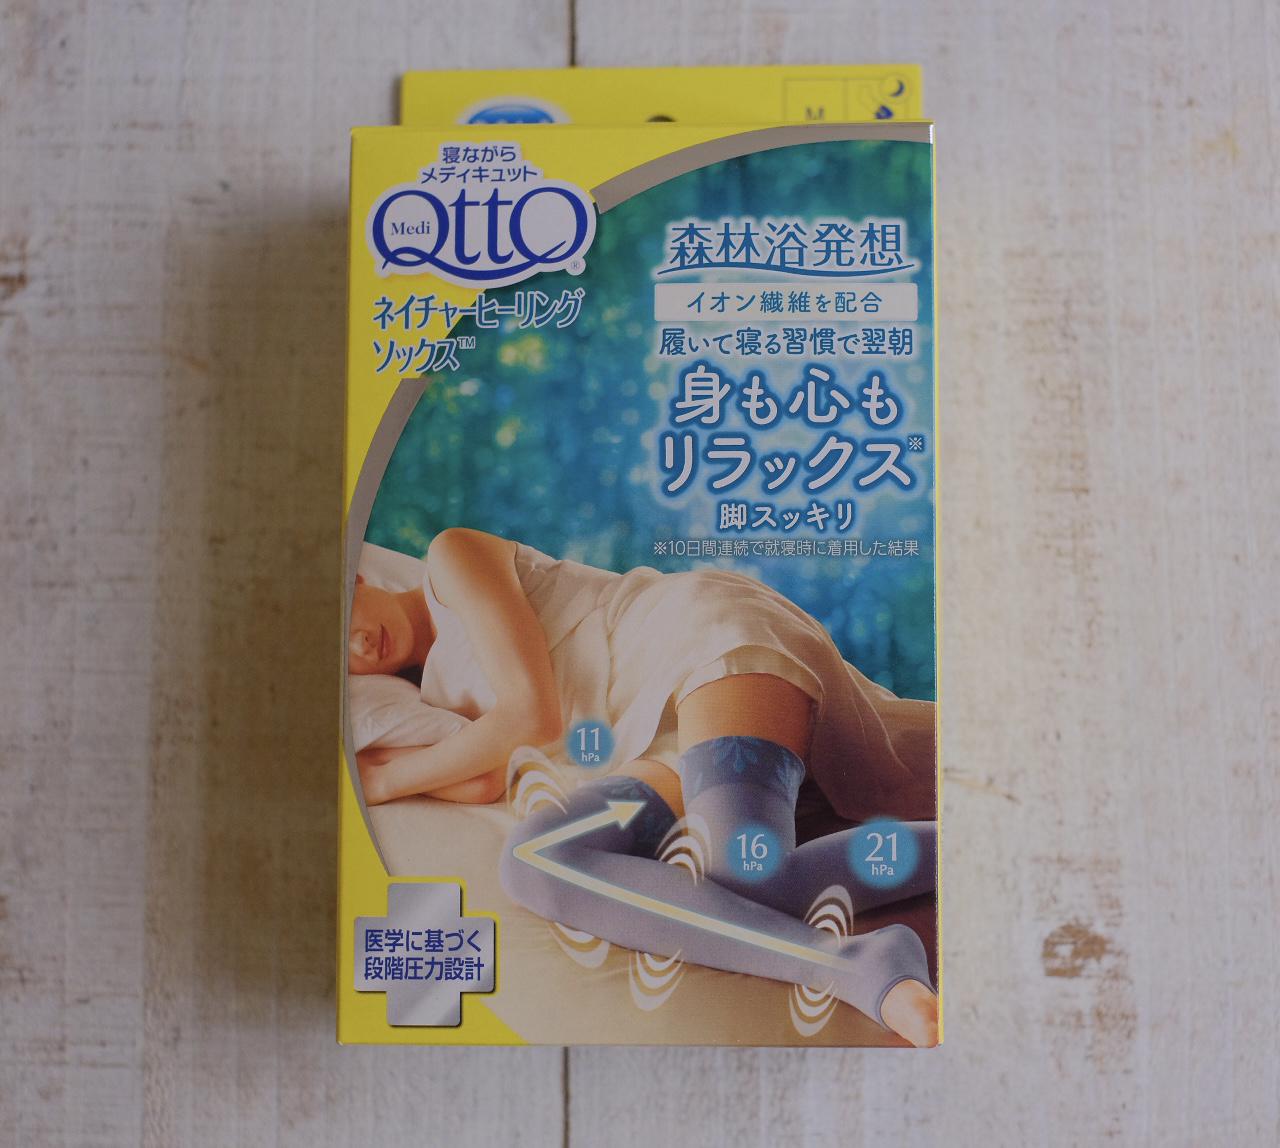 M
寝ながら
メディキュット
Medi QttO®
ネイチャーヒーリング
ソックス™
森林浴発想
イオン繊維を配合
履いて寝る習慣で翌朝
身も心も
リラックス※
脚スッキリ
※10日間連続で就寝時に着用した結果
11
hPa
16
hPa
21
hPa
医学に基づく
段階圧力設計